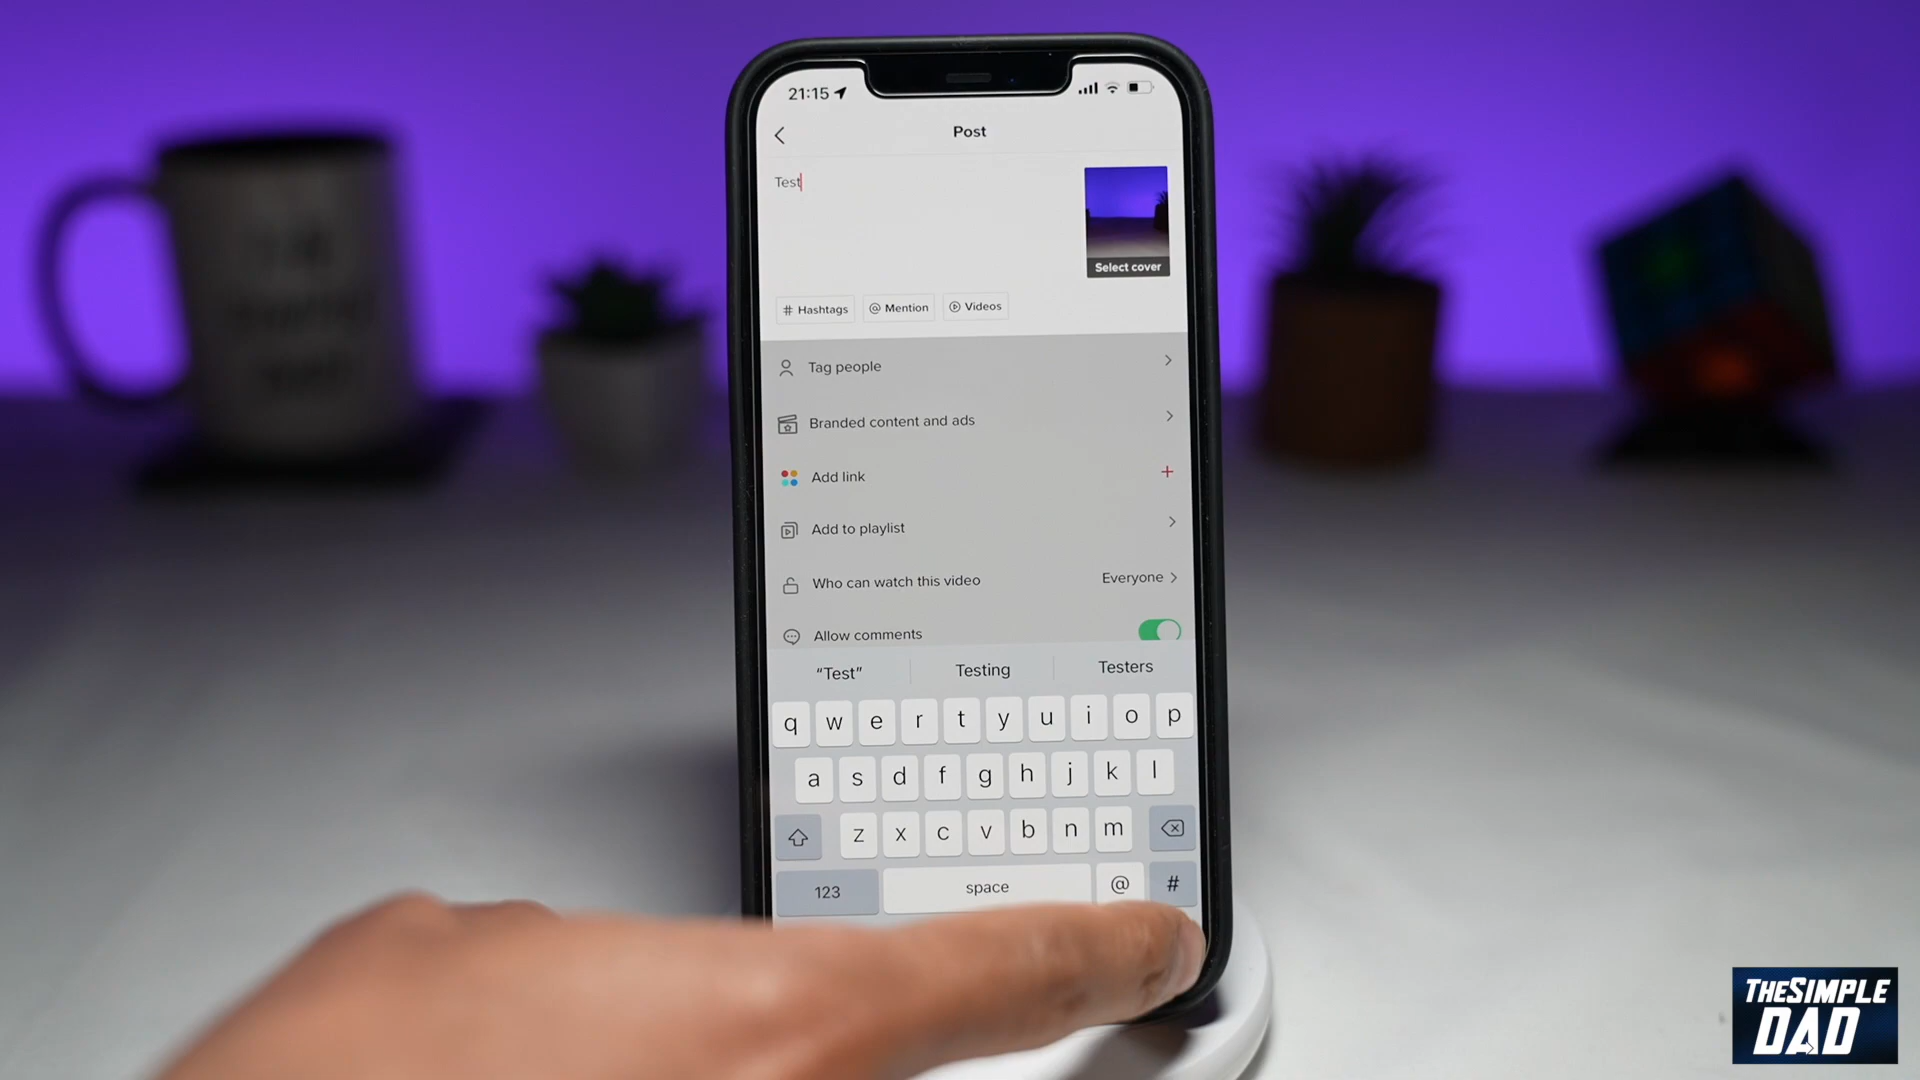 21:15
Post
Test
Select cover
# Hashtags @ Mention Videos
Tag people
Branded content and ads
Add link +
Add to playlist
Who can watch this video Everyone
Allow comments
“Test” Testing Testers
q w e r t y u i o p
a s d f g h j k l
z x c v b n m
123 space @ #
THESIMPLE
DAD